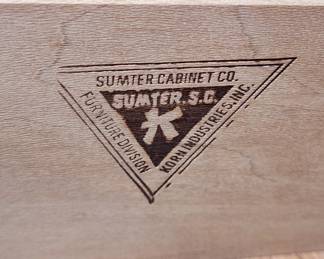 SUMTER CABINET CO.
SUMTER, S.C.
K
FURNITURE DIVISION
KORN INDUSTRIES, INC.